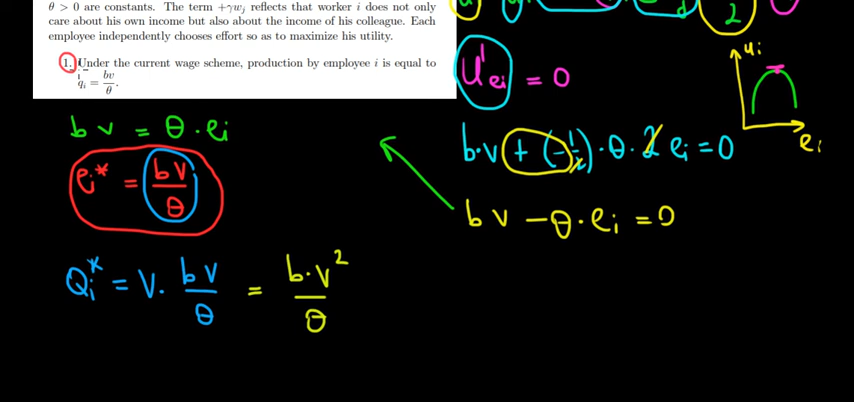 θ > 0 are constants. The term +γw_j reflects that worker i does not only
care about his own income but also about the income of his colleague. Each
employee independently chooses effort so as to maximize his utility.
1. Under the current wage scheme, production by employee i is equal to
q_i = bv/θ.
2
U'_{ei} = 0
u_i
e_i
b v = θ · e_i
b·v + (-1/2) · θ · 2 e_i = 0
e_i* = bv/θ
bv - θ · e_i = 0
Q_i* = v · bv/θ = b·v²/θ